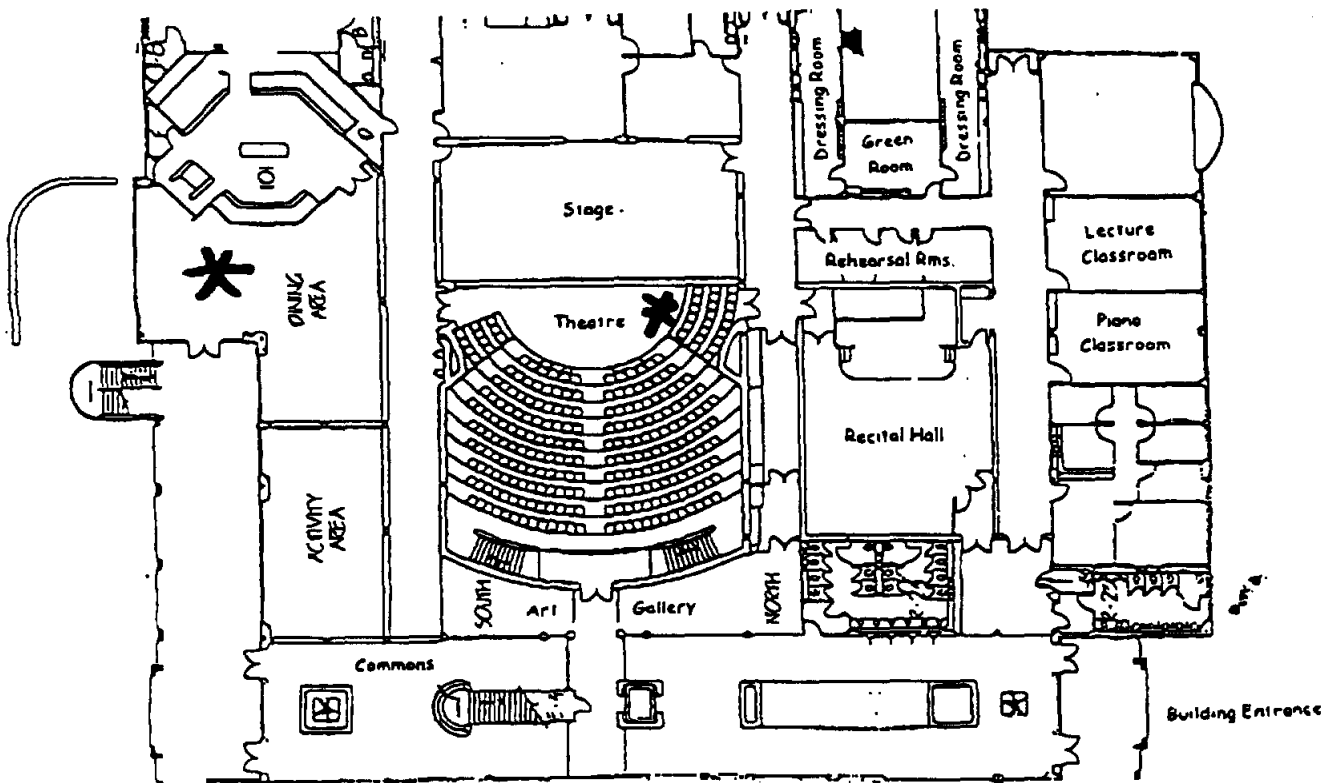 Dressing Room
Green
Room
Dressing Room
101
Stage
Lecture
Classroom
Rehearsal Rms.
DINING
AREA
Theatre
Piano
Classroom
Recital Hall
ACTIVITY
AREA
SOUTH
Art
Gallery
NORTH
Commons
Building Entrance